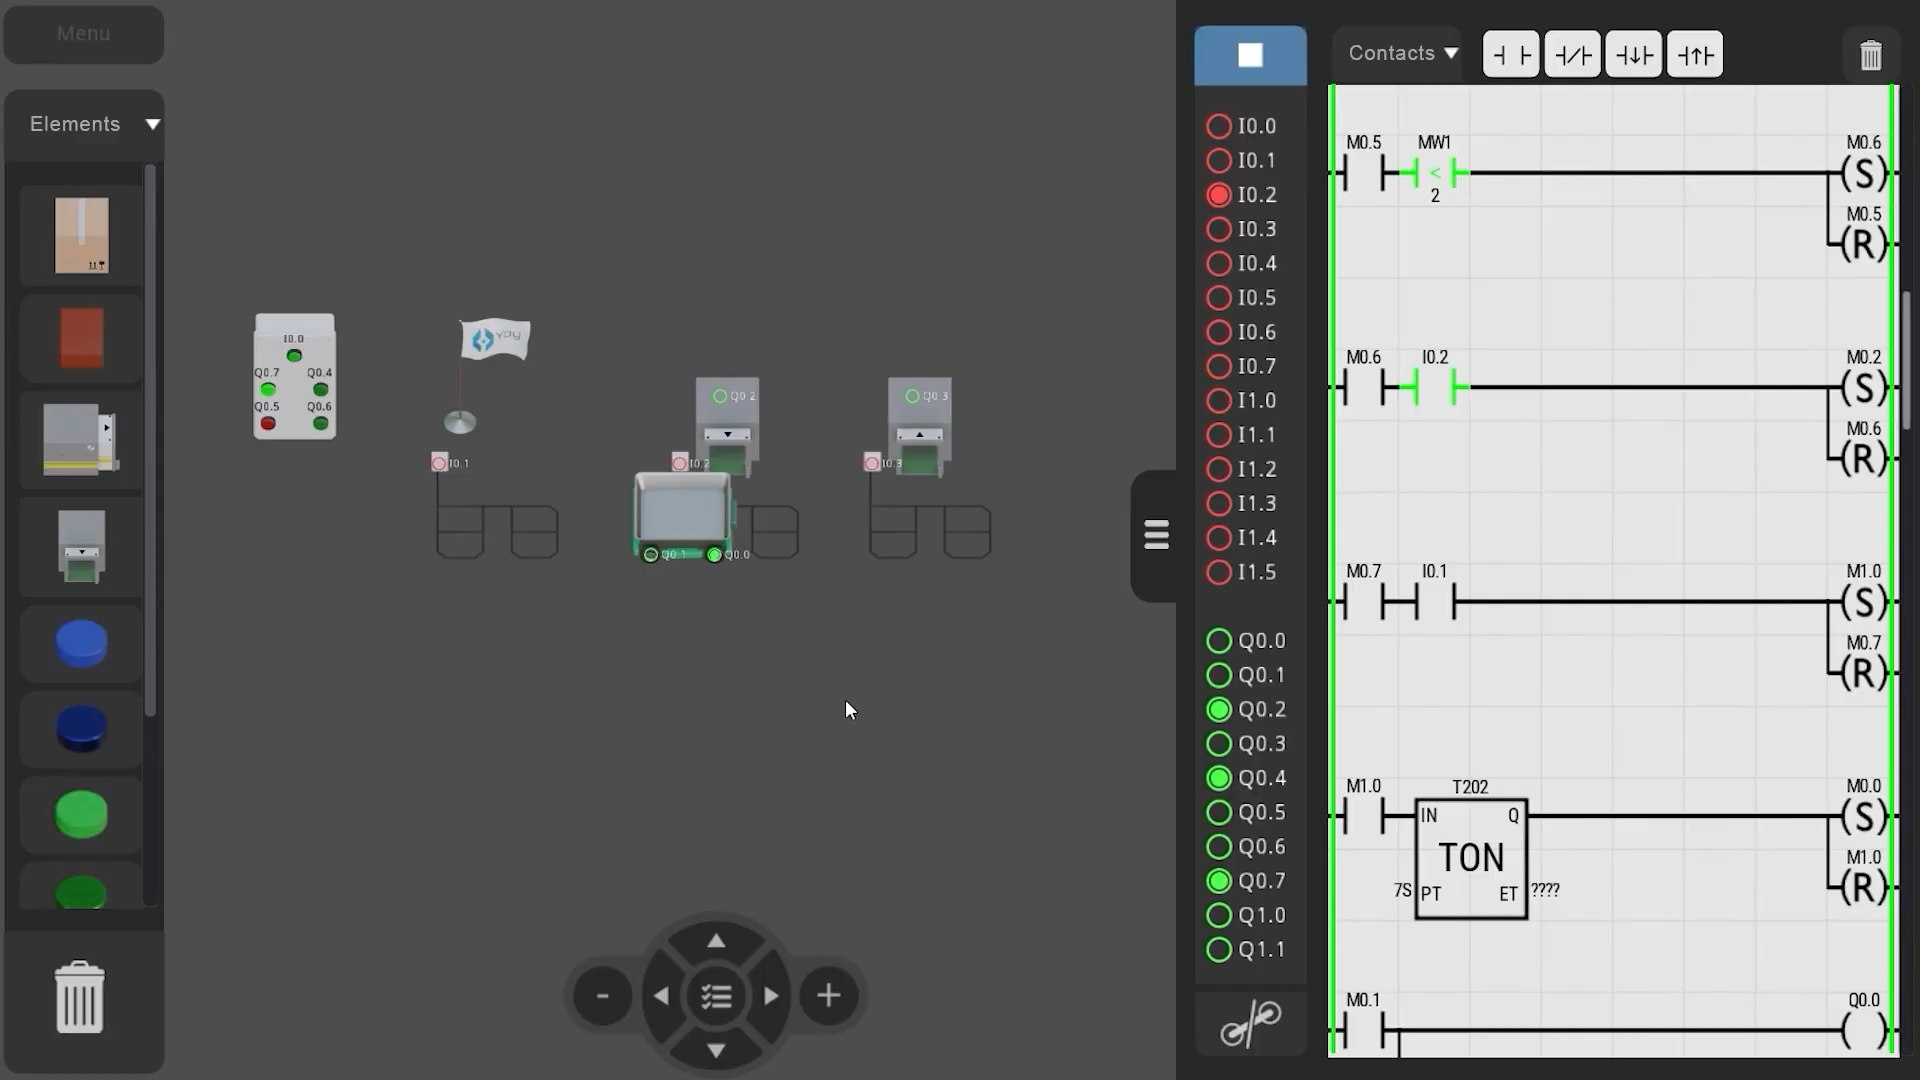 Menu
Elements
I0.0
Q0.7 Q0.4
Q0.5 Q0.6
YPY
I0.1
Q0.2
I0.2
Q0.3
I0.3
Q0.1 Q0.0
-
+
I0.0
I0.1
I0.2
I0.3
I0.4
I0.5
I0.6
I0.7
I1.0
I1.1
I1.2
I1.3
I1.4
I1.5
Q0.0
Q0.1
Q0.2
Q0.3
Q0.4
Q0.5
Q0.6
Q0.7
Q1.0
Q1.1
Contacts
M0.5 MW1 M0.6
< (S)
2
M0.5
(R)
M0.6 I0.2 M0.2
(S)
M0.6
(R)
M0.7 I0.1 M1.0
(S)
M0.7
(R)
M1.0 T202 M0.0
IN Q (S)
TON
M1.0
7S PT ET ???? (R)
M0.1 Q0.0
( )